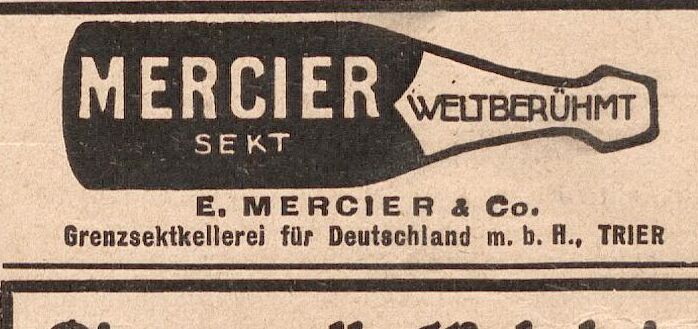 MERCIER
SEKT
WELTBERÜHMT
E. MERCIER & Co.
Grenzsektkellerei für Deutschland m. b. H., TRIER